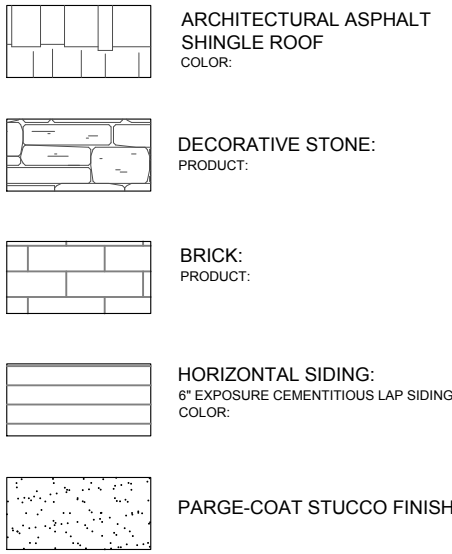 ARCHITECTURAL ASPHALT
SHINGLE ROOF
COLOR:
DECORATIVE STONE:
PRODUCT:
BRICK:
PRODUCT:
HORIZONTAL SIDING:
6" EXPOSURE CEMENTITIOUS LAP SIDING
COLOR:
PARGE-COAT STUCCO FINISH